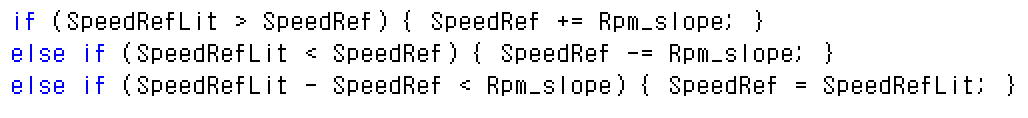 if (SpeedRefLit > SpeedRef) { SpeedRef += Rpm_slope; }
else if (SpeedRefLit < SpeedRef) { SpeedRef -= Rpm_slope; }
else if (SpeedRefLit - SpeedRef < Rpm_slope) { SpeedRef = SpeedRefLit; }